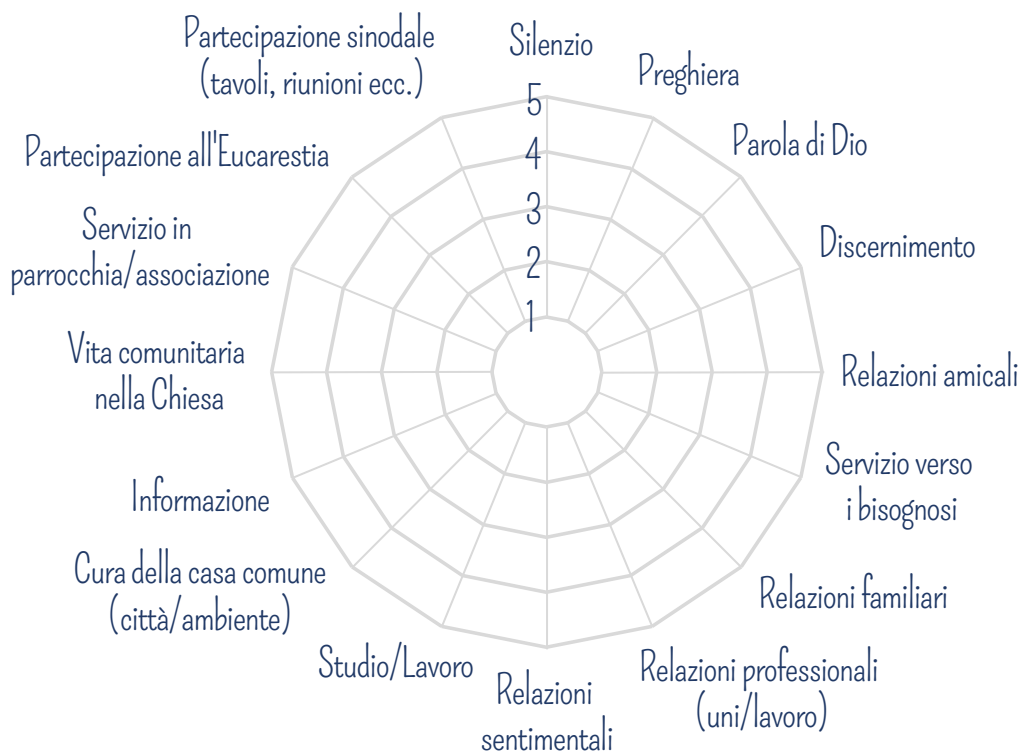 Silenzio
Preghiera
Parola di Dio
Discernimento
Relazioni amicali
Servizio verso
i bisognosi
Relazioni familiari
Relazioni professionali
(uni/lavoro)
Relazioni
sentimentali
Studio/Lavoro
Cura della casa comune
(città/ambiente)
Informazione
Vita comunitaria
nella Chiesa
Servizio in
parrocchia/associazione
Partecipazione all'Eucarestia
Partecipazione sinodale
(tavoli, riunioni ecc.)
5
4
3
2
1